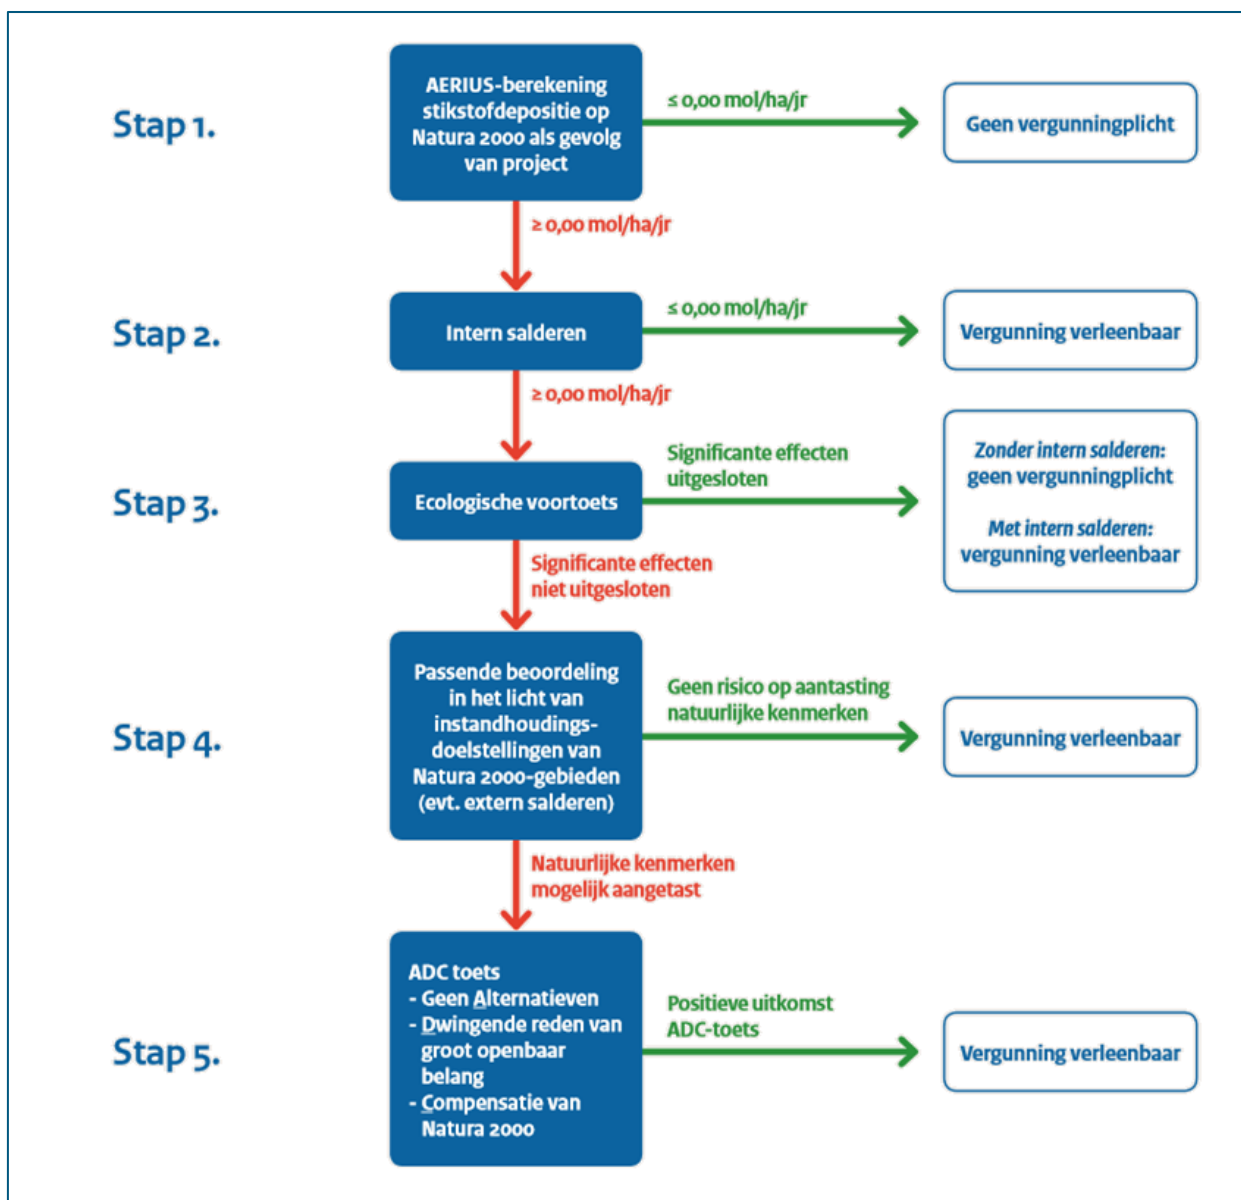 Stap 1.
AERIUS-berekening
stikstofdepositie op
Natura 2000 als gevolg
van project
≤ 0,00 mol/ha/jr
Geen vergunningplicht
≥ 0,00 mol/ha/jr
Stap 2.
Intern salderen
≤ 0,00 mol/ha/jr
Vergunning verleenbaar
≥ 0,00 mol/ha/jr
Stap 3.
Ecologische voortoets
Significante effecten
uitgesloten
Zonder intern salderen:
geen vergunningplicht
Met intern salderen:
vergunning verleenbaar
Significante effecten
niet uitgesloten
Stap 4.
Passende beoordeling
in het licht van
instandhoudings-
doelstellingen van
Natura 2000-gebieden
(evt. extern salderen)
Geen risico op aantasting
natuurlijke kenmerken
Vergunning verleenbaar
Natuurlijke kenmerken
mogelijk aangetast
Stap 5.
ADC toets
- Geen Alternatieven
- Dwingende reden van
groot openbaar
belang
- Compensatie van
Natura 2000
Positieve uitkomst
ADC-toets
Vergunning verleenbaar